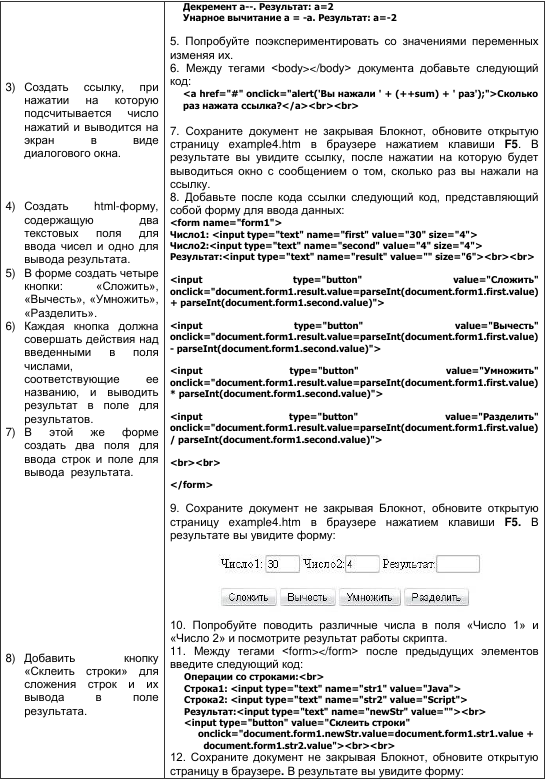 Декремент a--. Результат: a=2
Унарное вычитание a = -a. Результат: a=-2
5. Попробуйте поэкспериментировать со значениями переменных
изменяя их.
6. Между тегами <body></body> документа добавьте следующий
код:
<a href="#" onclick="alert('Вы нажали ' + (++sum) + ' раз');">Сколько
раз нажата ссылка?</a><br><br>
3) Создать ссылку, при
нажатии на которую
подсчитывается число
нажатий и выводится на
экран в виде
диалогового окна.
7. Сохраните документ не закрывая Блокнот, обновите открытую
страницу example4.htm в браузере нажатием клавиши F5. В
результате вы увидите ссылку, после нажатии на которую будет
выводиться окно с сообщением о том, сколько раз вы нажали на
ссылку.
8. Добавьте после кода ссылки следующий код, представляющий
собой форму для ввода данных:
<form name="form1">
Число1: <input type="text" name="first" value="30" size="4">
Число2:<input type="text" name="second" value="4" size="4">
Результат:<input type="text" name="result" value="" size="6"><br><br>
4) Создать html-форму,
содержащую два
текстовых поля для
ввода чисел и одно для
вывода результата.
5) В форме создать четыре
кнопки: «Сложить»,
«Вычесть», «Умножить»,
«Разделить».
6) Каждая кнопка должна
совершать действия над
введенными в поля
числами,
соответствующие ее
названию, и выводить
результат в поле для
результатов.
7) В этой же форме
создать два поля для
ввода строк и поле для
вывода результата.
<input type="button" value="Сложить"
onclick="document.form1.result.value=parseInt(document.form1.first.value)
+ parseInt(document.form1.second.value)">
<input type="button" value="Вычесть"
onclick="document.form1.result.value=parseInt(document.form1.first.value)
- parseInt(document.form1.second.value)">
<input type="button" value="Умножить"
onclick="document.form1.result.value=parseInt(document.form1.first.value)
* parseInt(document.form1.second.value)">
<input type="button" value="Разделить"
onclick="document.form1.result.value=parseInt(document.form1.first.value)
/ parseInt(document.form1.second.value)">
<br><br>
</form>
9. Сохраните документ не закрывая Блокнот, обновите открытую
страницу example4.htm в браузере нажатием клавиши F5. В
результате вы увидите форму:
Число1: 30 Число2: 4 Результат:
Сложить Вычесть Умножить Разделить
10. Попробуйте поводить различные числа в поля «Число 1» и
«Число 2» и посмотрите результат работы скрипта.
11. Между тегами <form></form> после предыдущих элементов
введите следующий код:
Операции со строками:<br>
Строка1: <input type="text" name="str1" value="Java">
Строка2: <input type="text" name="str2" value="Script">
Результат:<input type="text" name="newStr" value=""><br>
<input type="button" value="Склеить строки"
onclick="document.form1.newStr.value=document.form1.str1.value +
document.form1.str2.value"><br><br>
8) Добавить кнопку
«Склеить строки» для
сложения строк и их
вывода в поле
результата.
12. Сохраните документ не закрывая Блокнот, обновите открытую
страницу в браузере. В результате вы увидите форму: